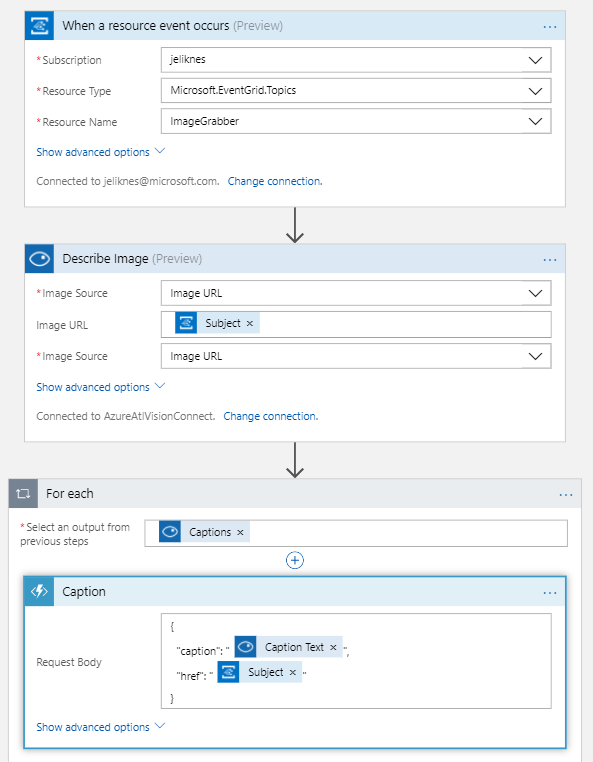 When a resource event occurs (Preview) ...
* Subscription jeliknes
* Resource Type Microsoft.EventGrid.Topics
* Resource Name ImageGrabber
Show advanced options
Connected to jeliknes@microsoft.com. Change connection.
Describe Image (Preview) ...
* Image Source Image URL
Image URL Subject ×
* Image Source Image URL
Show advanced options
Connected to AzureAtlVisionConnect. Change connection.
For each ...
* Select an output from
previous steps
Captions ×
Caption ...
Request Body
{
"caption": " Caption Text × ",
"href": " Subject × "
}
Show advanced options